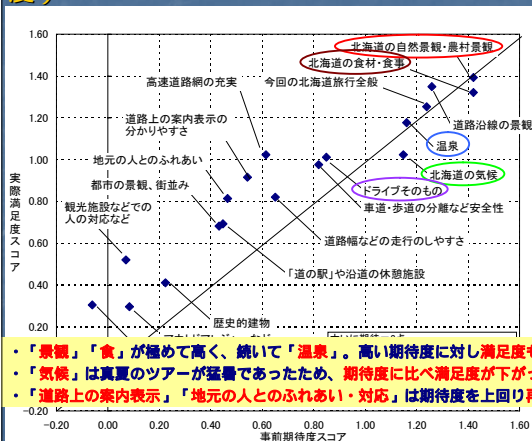 1.60
1.40
1.20
1.00
0.80
0.60
0.40
0.20
-0.20
実際満足度スコア
北海道の自然景観・農村景観
北海道の食材・食事
今回の北海道旅行全般
高速道路網の充実
道路上の案内表示の
分かりやすさ
道路沿線の景観
温泉
地元の人とのふれあい
北海道の気候
都市の景観、街並み
ドライブそのもの
車道・歩道の分離など安全性
観光施設などでの
人の対応など
道路幅などの走行のしやすさ
「道の駅」や沿道の休憩施設
歴史的建物
・「景観」「食」が極めて高く、続いて「温泉」。高い期待度に対し満足度も
・「気候」は真夏のツアーが猛暑であったため、期待度に比べ満足度が下がっ
・「道路上の案内表示」「地元の人とのふれあい・対応」は期待度を上回り
-0.20 0.00 0.20 0.40 0.60 0.80 1.00 1.20 1.40 1.60
事前期待度スコア